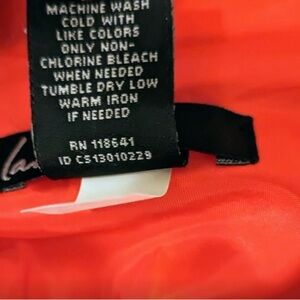 MACHINE WASH
COLD WITH
LIKE COLORS
ONLY NON-
CHLORINE BLEACH
WHEN NEEDED
TUMBLE DRY LOW
WARM IRON
IF NEEDED
RN 118641
ID CS13010229